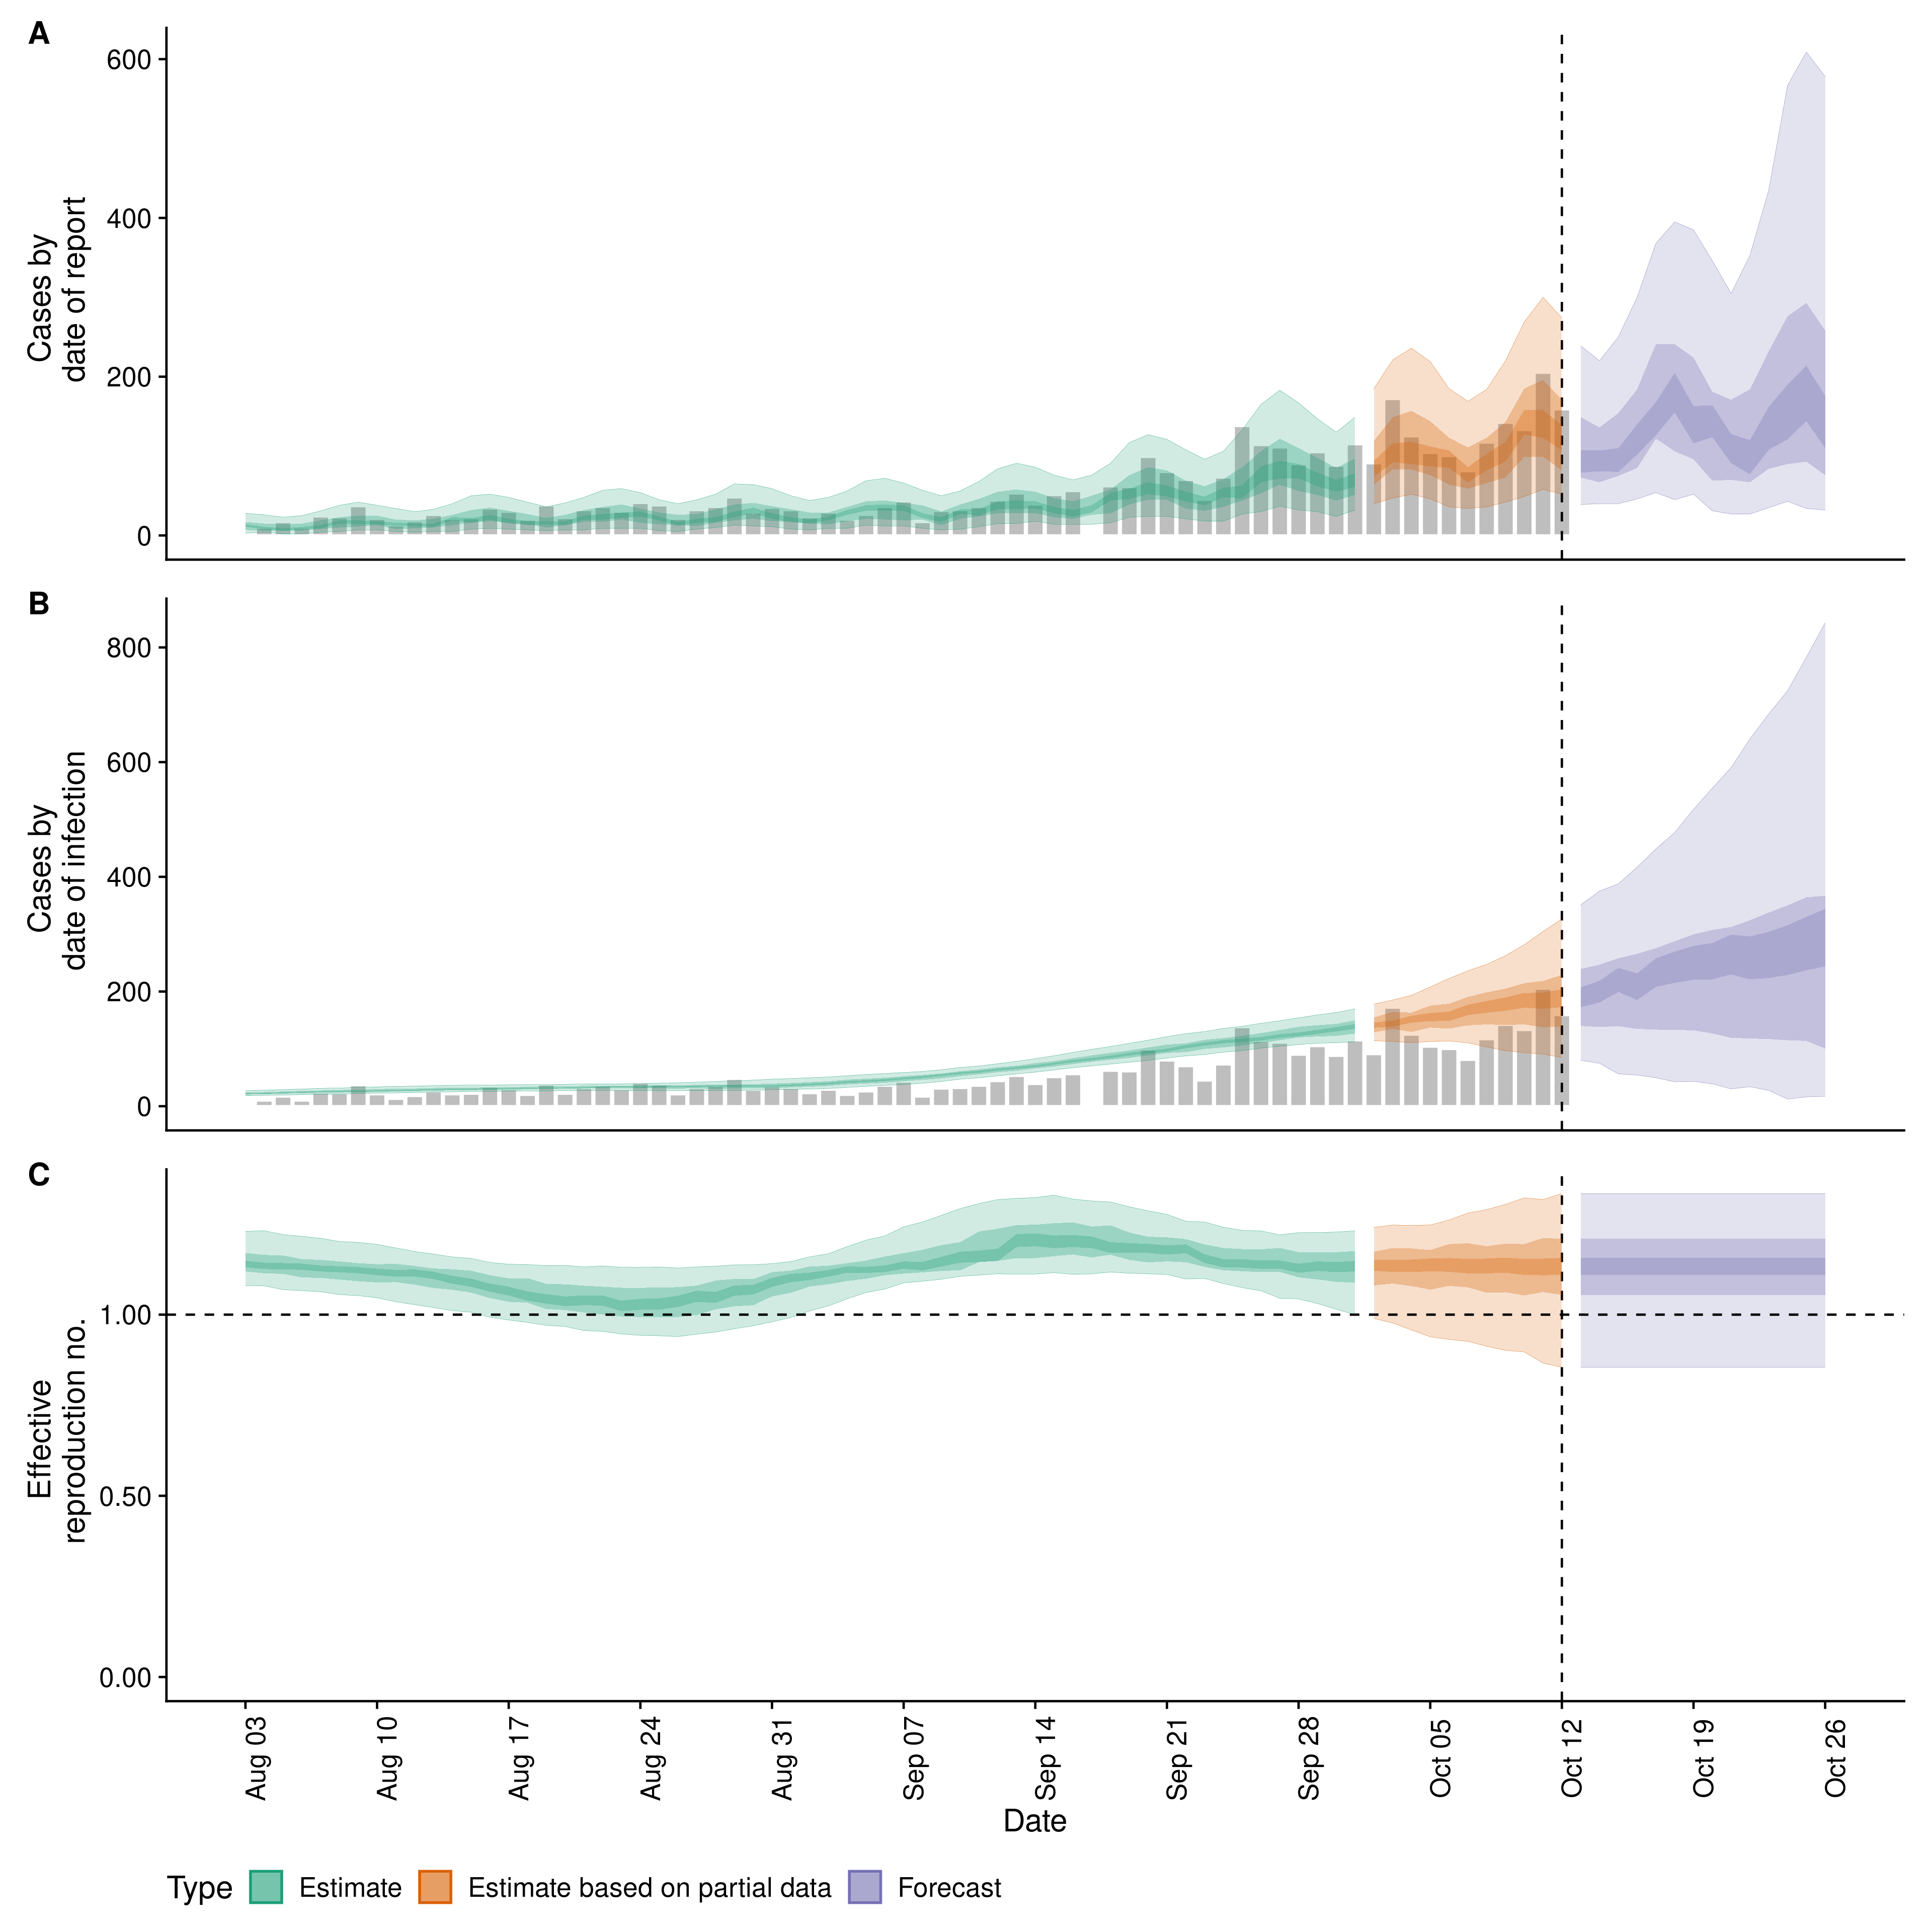 A
600
400
200
0
Cases by
date of report
B
800
600
400
200
0
Cases by
date of infection
C
1.00
0.50
0.00
Effective
reproduction no.
Aug 03
Aug 10
Aug 17
Aug 24
Aug 31
Sep 07
Sep 14
Sep 21
Sep 28
Oct 05
Oct 12
Oct 19
Oct 26
Date
Type Estimate Estimate based on partial data Forecast